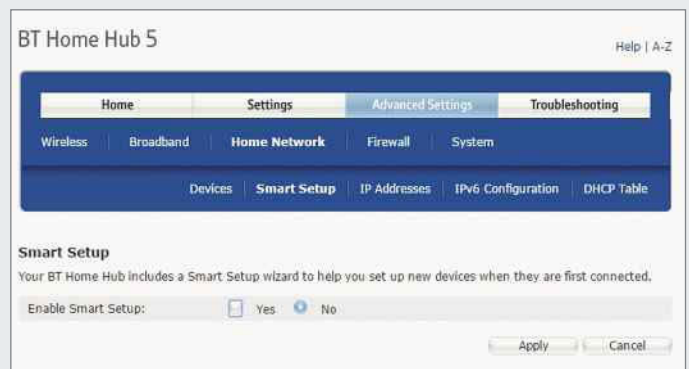 BT Home Hub 5
Help | A-Z
Home Settings Advanced Settings Troubleshooting
Wireless Broadband Home Network Firewall System
Devices Smart Setup IP Addresses IPv6 Configuration DHCP Table
Smart Setup
Your BT Home Hub includes a Smart Setup wizard to help you set up new devices when they are first connected.
Enable Smart Setup: Yes No
Apply Cancel